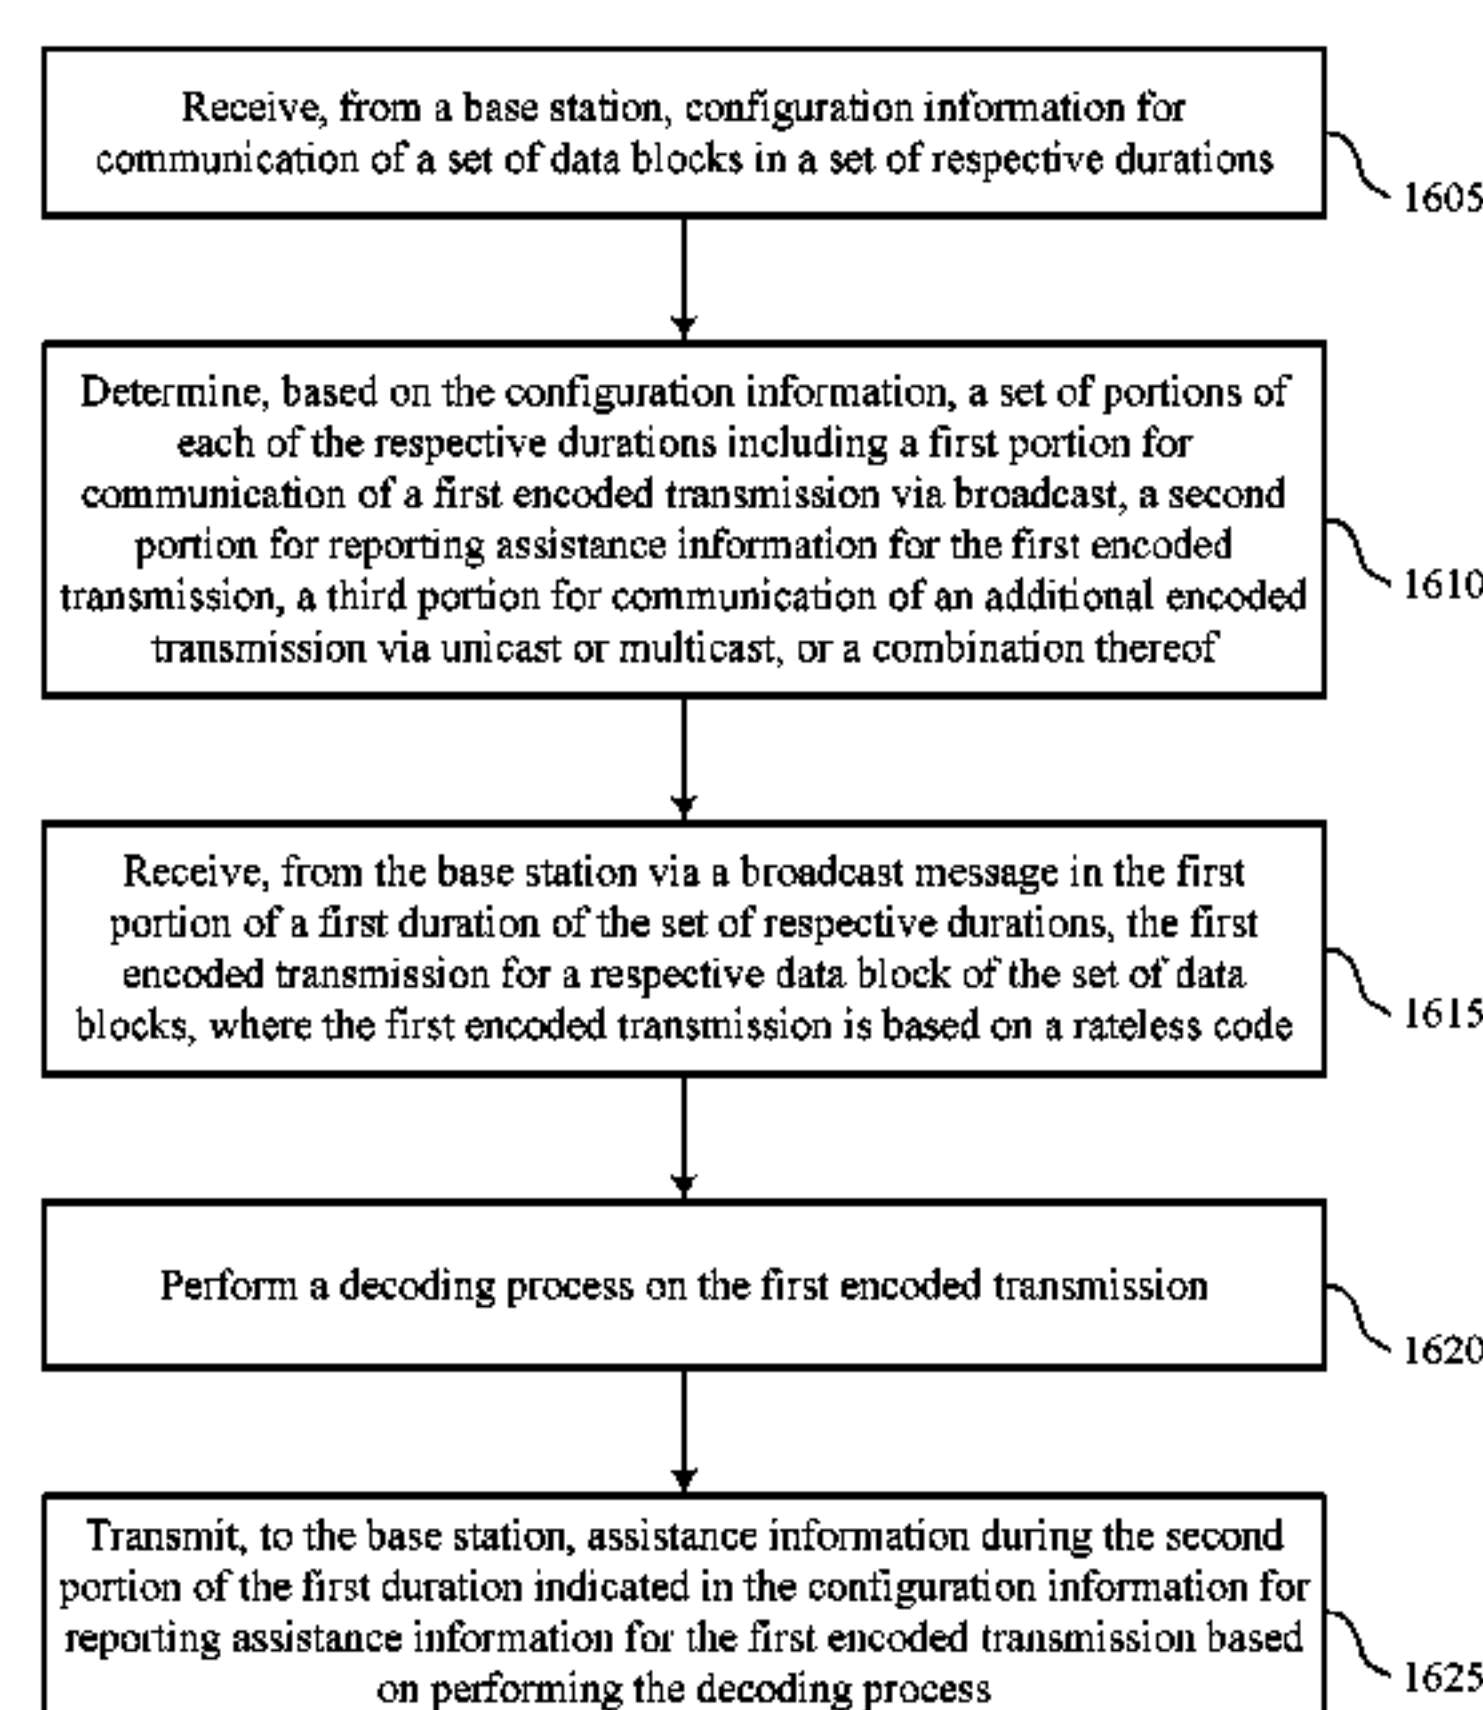 Receive, from a base station, configuration information for
communication of a set of data blocks in a set of respective durations
1605
Determine, based on the configuration information, a set of portions of
each of the respective durations including a first portion for
communication of a first encoded transmission via broadcast, a second
portion for reporting assistance information for the first encoded
transmission, a third portion for communication of an additional encoded
transmission via unicast or multicast, or a combination thereof
1610
Receive, from the base station via a broadcast message in the first
portion of a first duration of the set of respective durations, the first
encoded transmission for a respective data block of the set of data
blocks, where the first encoded transmission is based on a rateless code
1615
Perform a decoding process on the first encoded transmission
1620
Transmit, to the base station, assistance information during the second
portion of the first duration indicated in the configuration information for
reporting assistance information for the first encoded transmission based
on performing the decoding process
1625